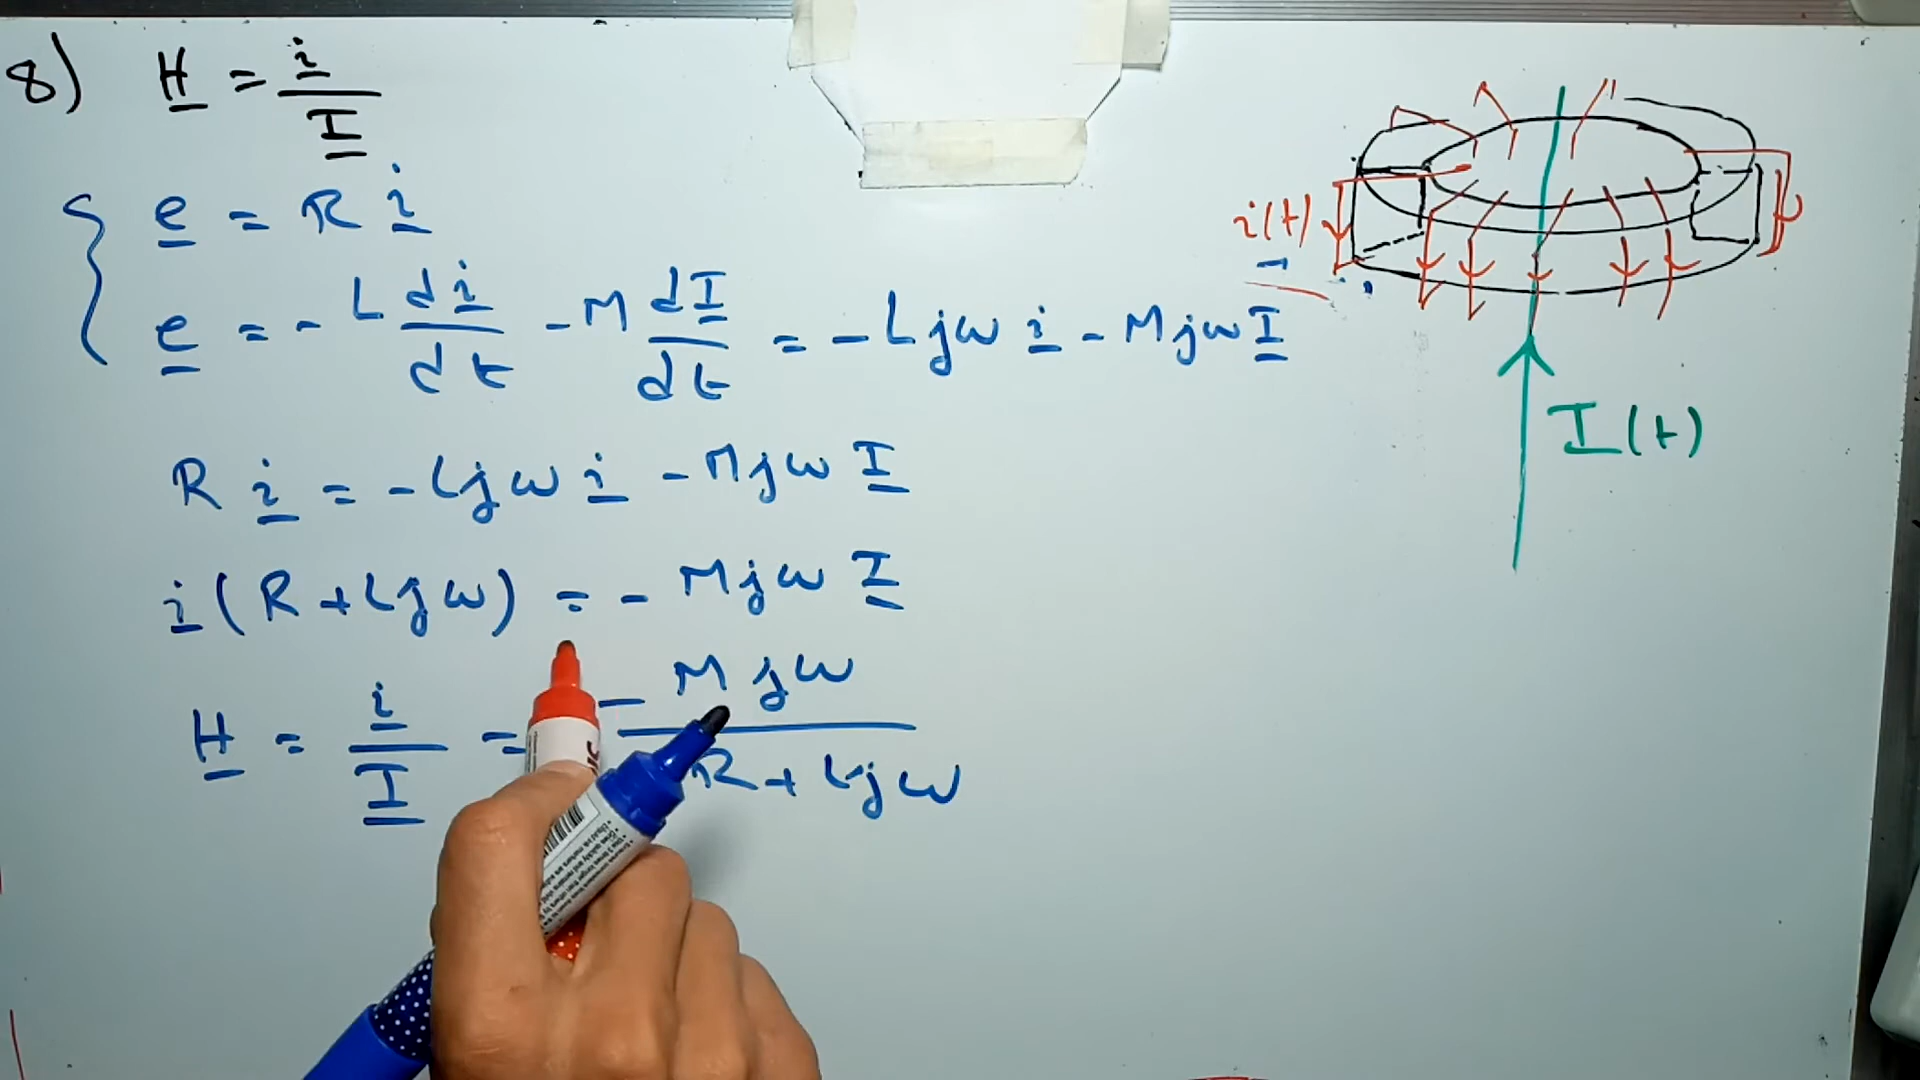 8) H = i / I
e = R i
e = - L di/dt - M dI/dt = - Ljω i - Mjω I
R i = - Ljω i - Mjω I
i (R + Ljω) = - Mjω I
H = i / I = - Mjω / R + Ljω
i(t)
I(t)